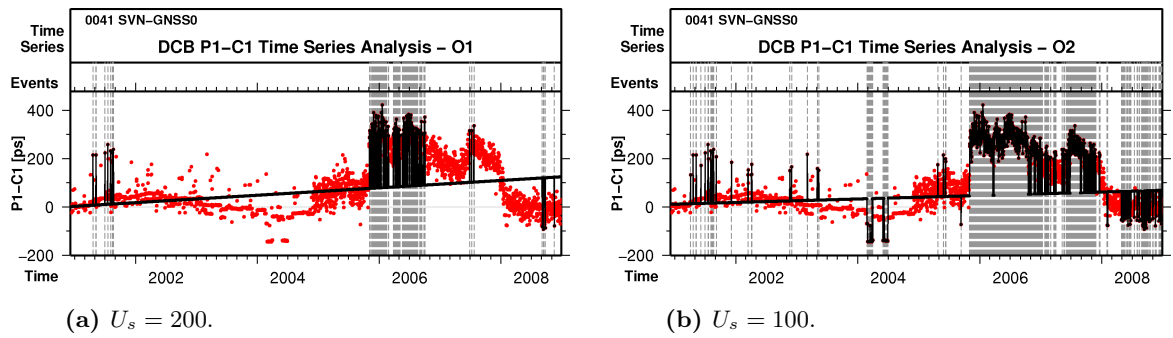 0041 SVN−GNSS0
Time
Series
DCB P1−C1 Time Series Analysis − O1
Events
P1−C1 [ps]
400
200
0
−200
Time
2002
2004
2006
2008
(a) U_s = 200.
0041 SVN−GNSS0
Time
Series
DCB P1−C1 Time Series Analysis − O2
Events
P1−C1 [ps]
400
200
0
−200
Time
2002
2004
2006
2008
(b) U_s = 100.